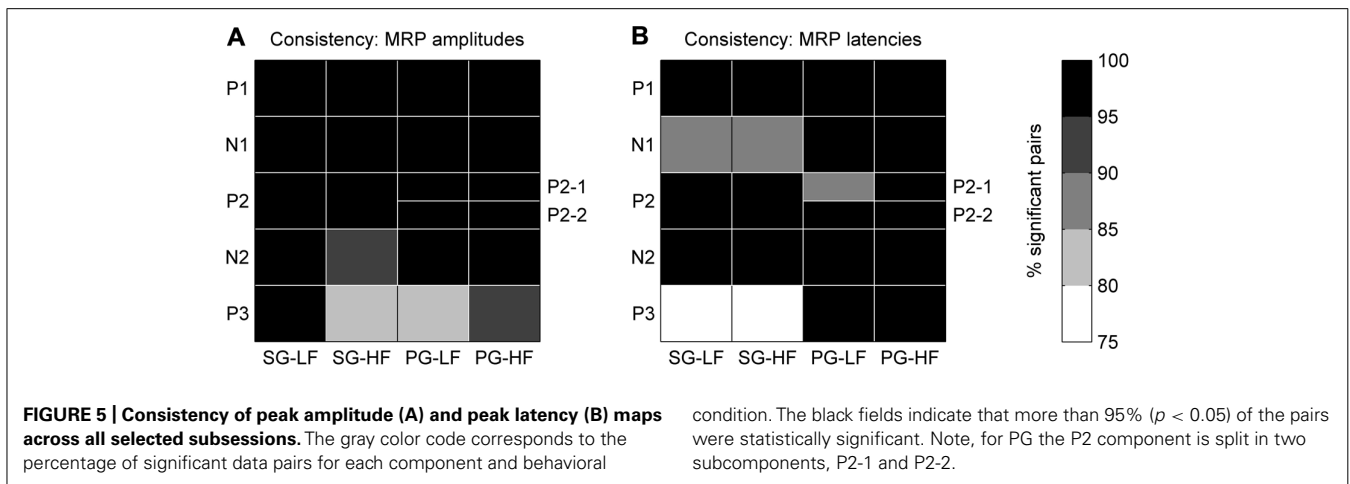 A Consistency: MRP amplitudes
B Consistency: MRP latencies
P1
N1
P2
N2
P3
P2-1
P2-2
SG-LF SG-HF PG-LF PG-HF
P1
N1
P2
N2
P3
P2-1
P2-2
SG-LF SG-HF PG-LF PG-HF
% significant pairs
100
95
90
85
80
75
FIGURE 5 | Consistency of peak amplitude (A) and peak latency (B) maps
across all selected subsessions. The gray color code corresponds to the
percentage of significant data pairs for each component and behavioral
condition. The black fields indicate that more than 95% (p < 0.05) of the pairs
were statistically significant. Note, for PG the P2 component is split in two
subcomponents, P2-1 and P2-2.